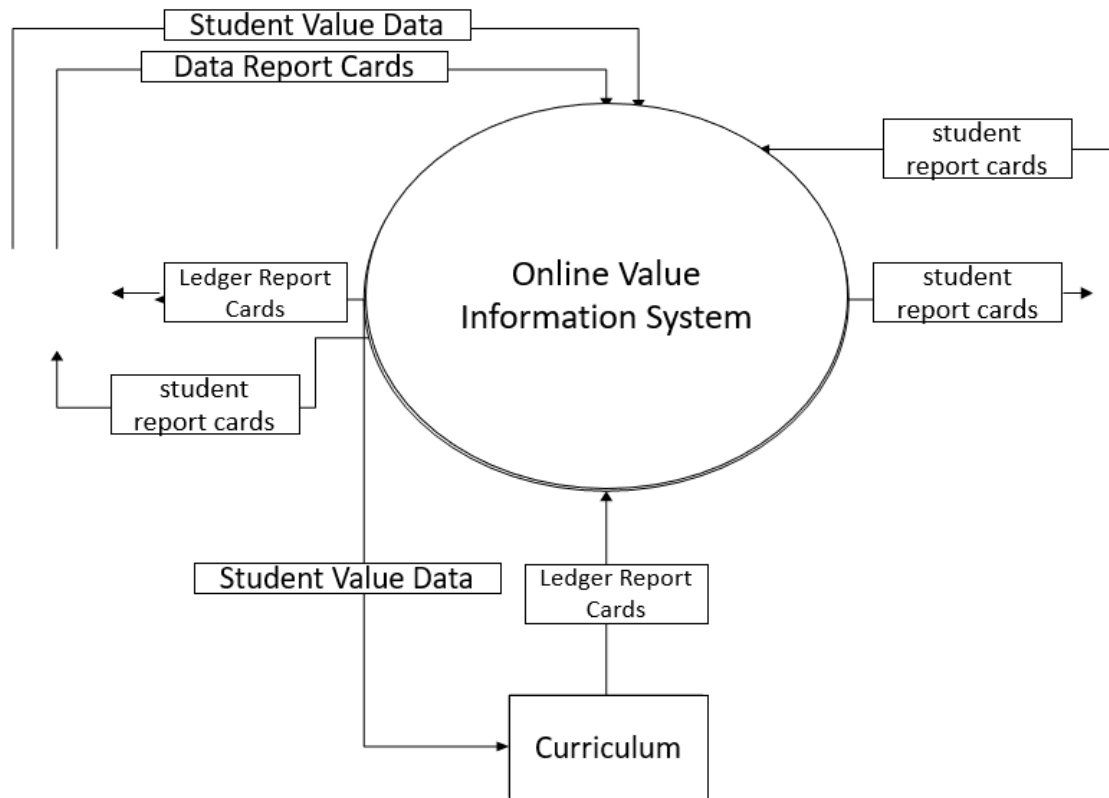 Student Value Data
Data Report Cards
student
report cards
Ledger Report
Cards
Online Value
Information System
student
report cards
student
report cards
Student Value Data
Ledger Report
Cards
Curriculum